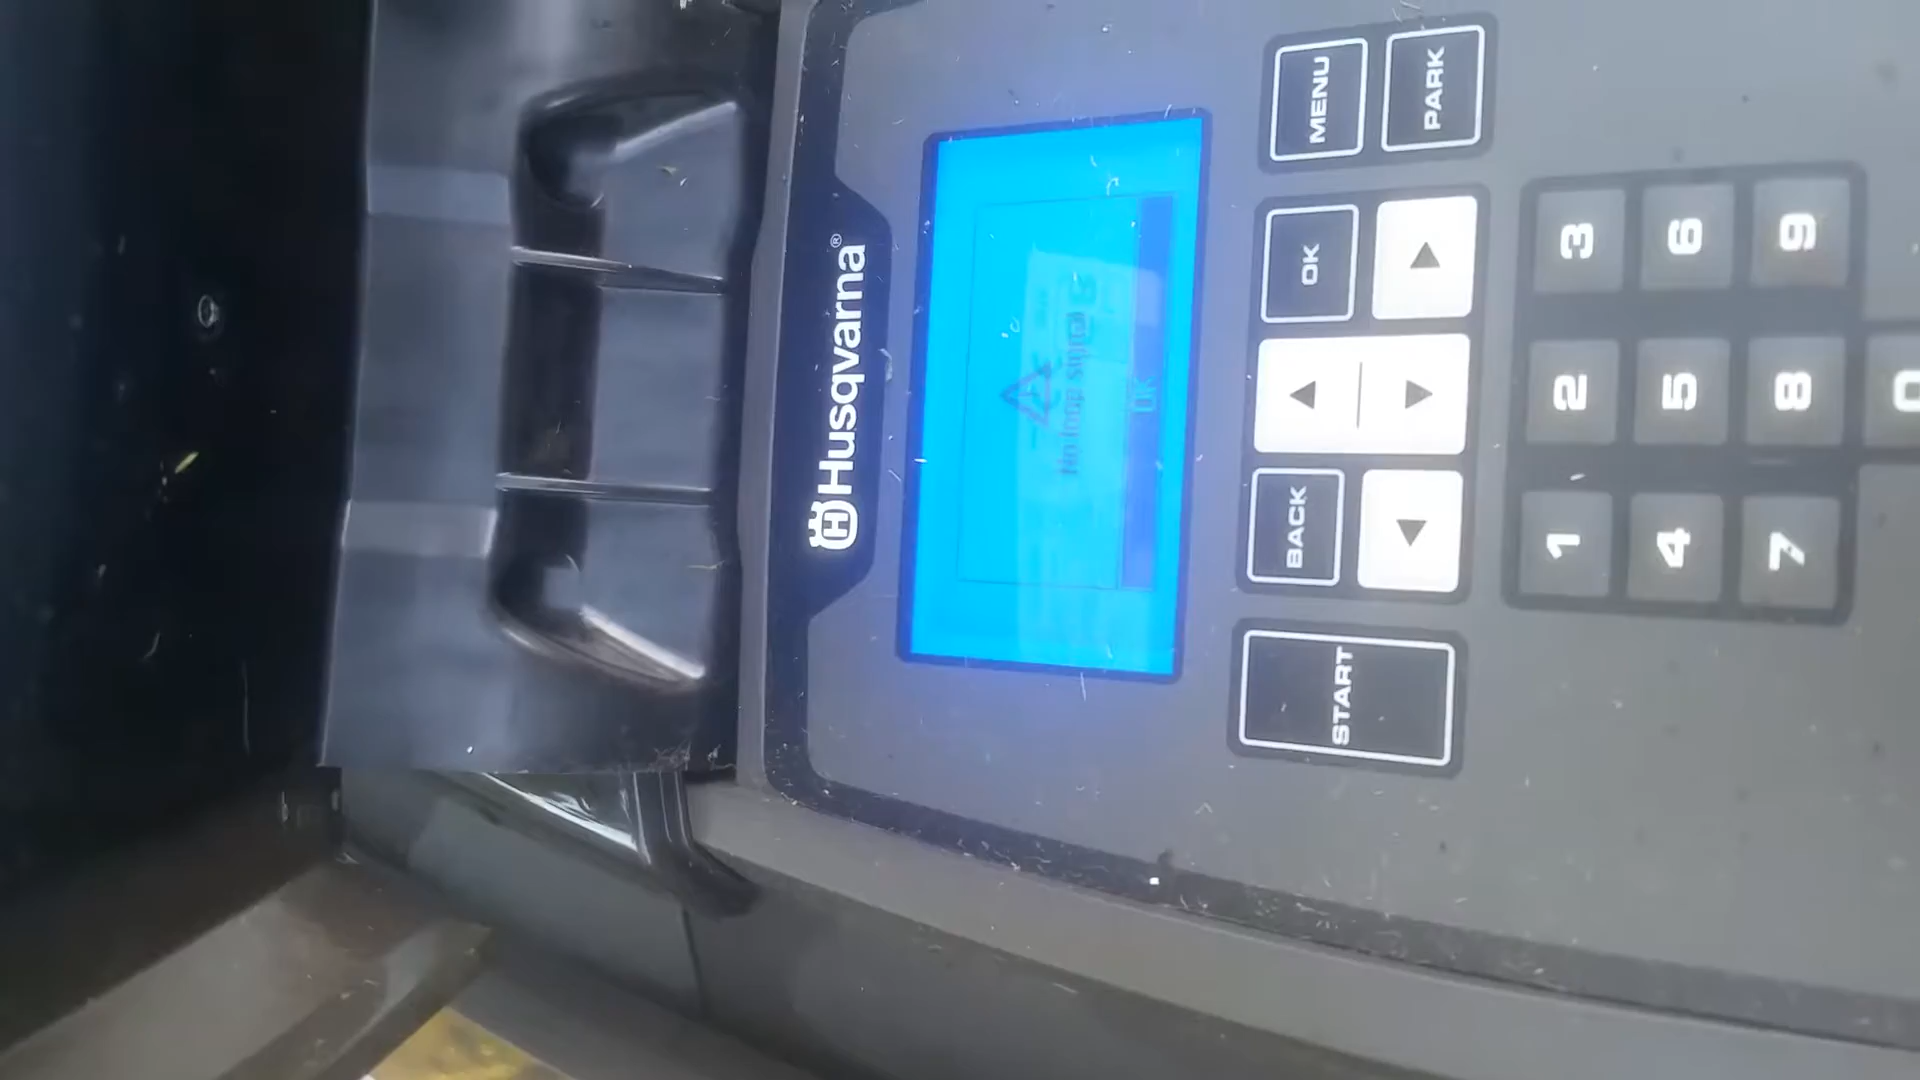 Husqvarna®
No loop signal
OK
START
BACK
OK
MENU
PARK
1 2 3
4 5 6
7 8 9
0